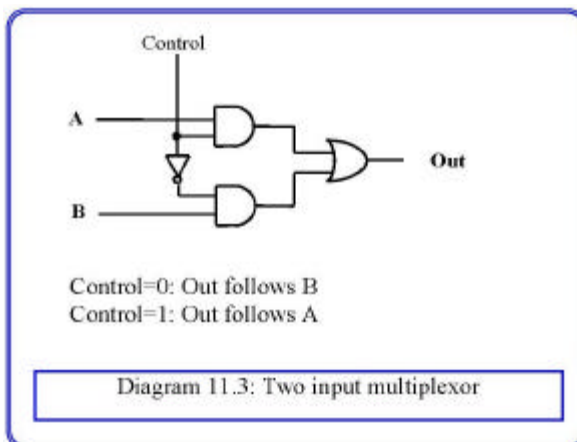 Control
A
Out
B
Control=0: Out follows B
Control=1: Out follows A
Diagram 11.3: Two input multiplexor